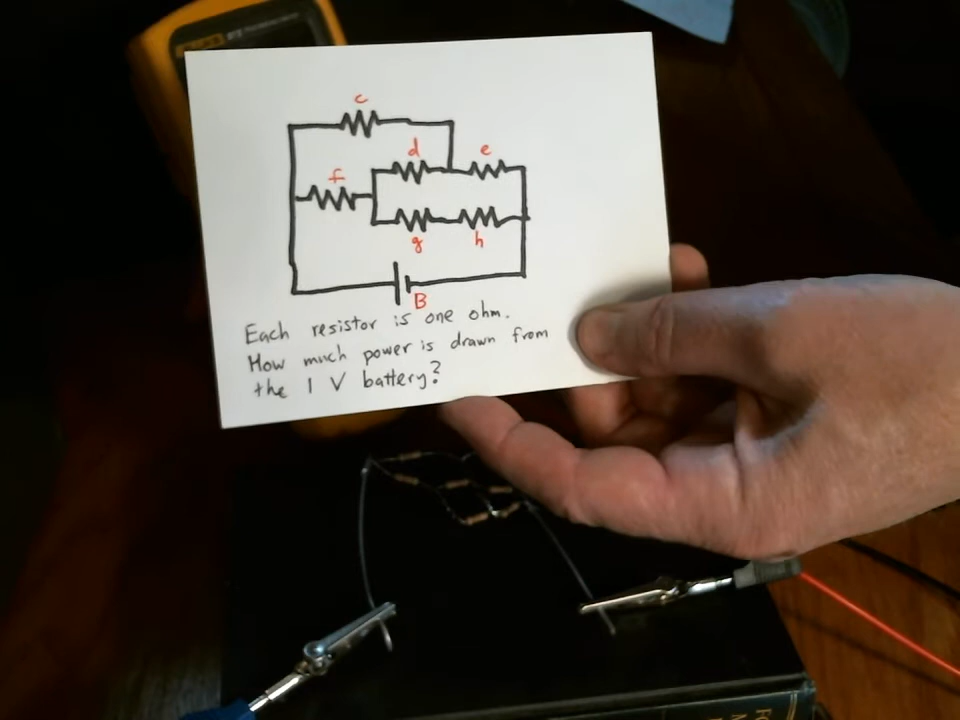 c
d
e
f
g
h
B
Each resistor is one ohm.
How much power is drawn from
the 1 V battery?